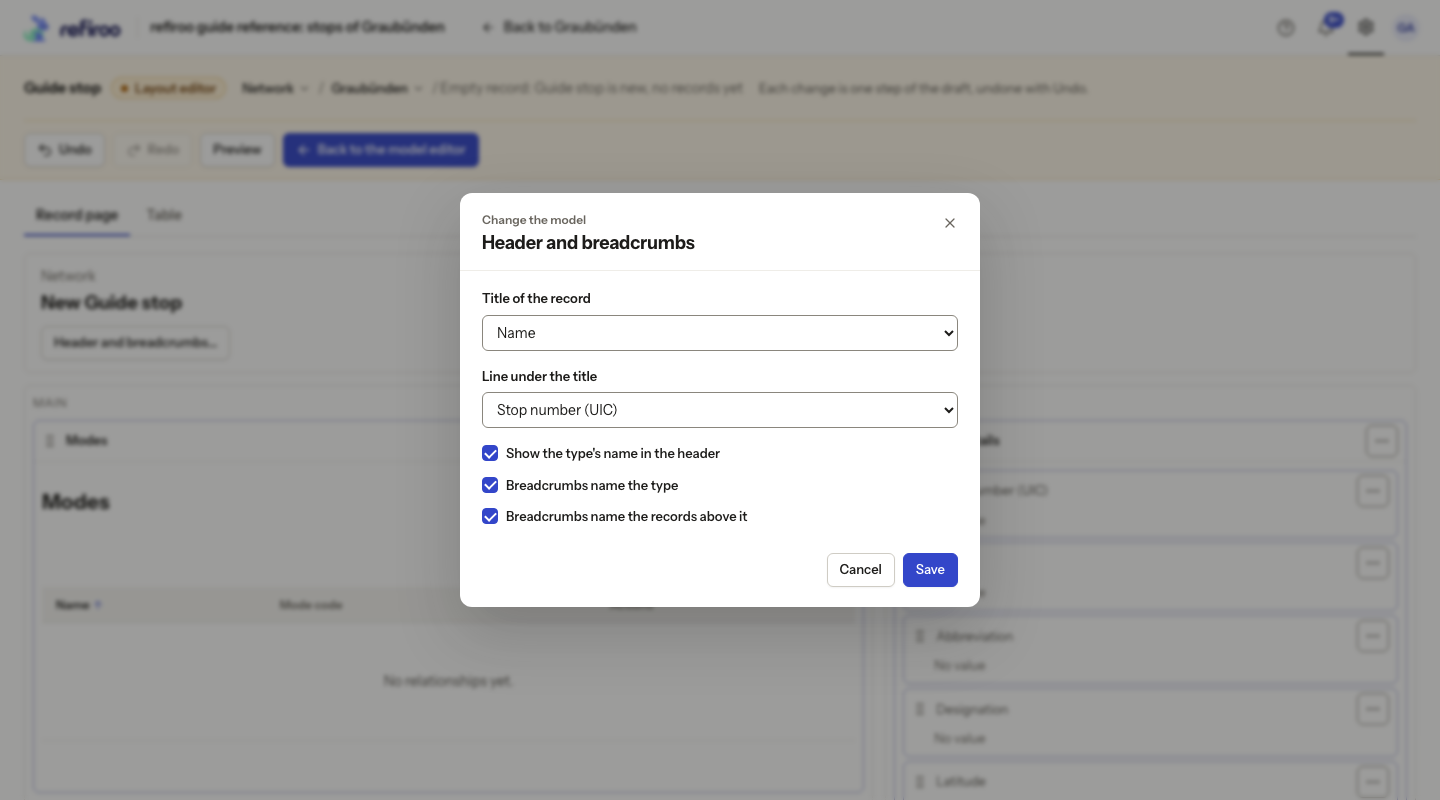 refiroo
refiroo guide reference: stops of Graubünden
Back to Graubünden
GA
Guide stop
Layout editor
Network / Graubünden / Empty record: Guide stop is new, no records yet
Each change is one step of the draft, undone with Undo.
Undo
Redo
Preview
Back to the model editor
Record page
Table
Network
New Guide stop
Header and breadcrumbs...
MAIN
Modes
Modes
Name
Mode code
No relationships yet.
Change the model
Header and breadcrumbs
Title of the record
Name
Line under the title
Stop number (UIC)
Show the type's name in the header
Breadcrumbs name the type
Breadcrumbs name the records above it
Cancel
Save
Abbreviation
No value
Designation
No value
Latitude